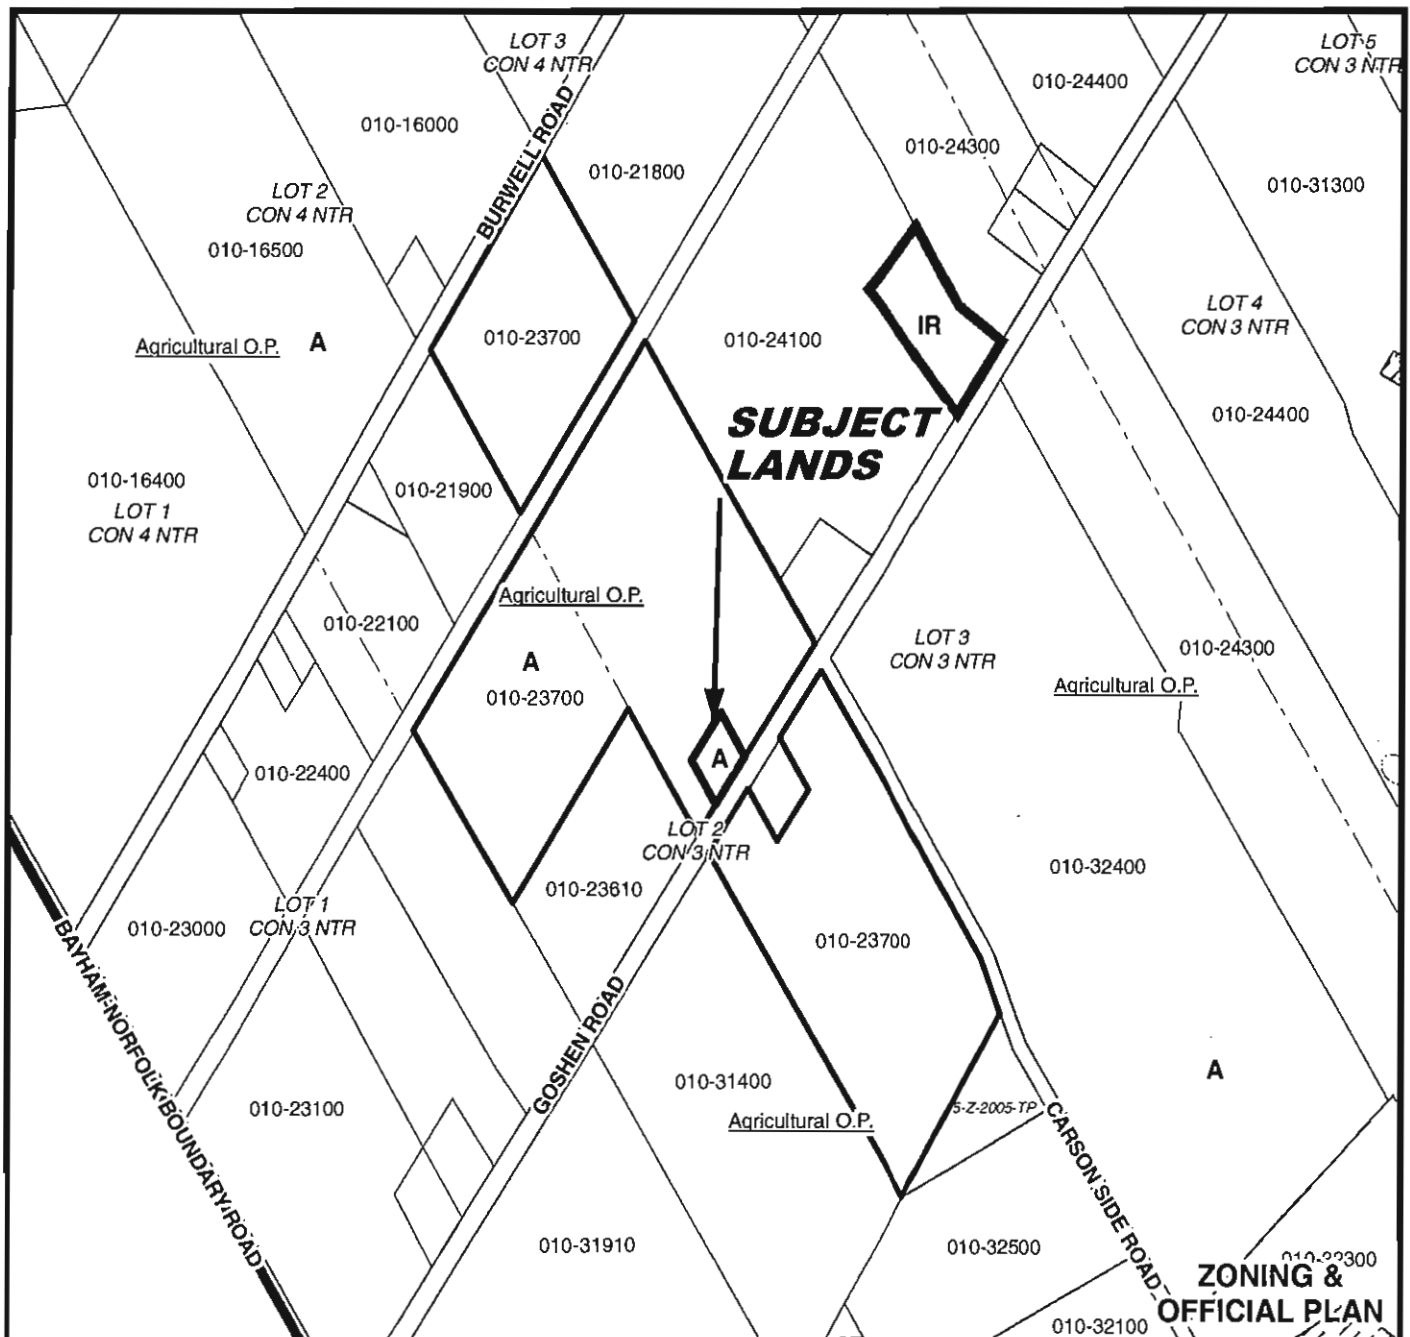 LOT 3
CON 4 NTR
LOT 5
CON 3 NTR
010-24400
010-16000
BURWELL ROAD
010-24300
010-21800
010-31300
LOT 2
CON 4 NTR
010-16500
LOT 4
CON 3 NTR
Agricultural O.P.
A
010-23700
010-24100
IR
010-24400
SUBJECT
LANDS
010-16400
LOT 1
CON 4 NTR
010-21900
Agricultural O.P.
010-22100
A
010-23700
LOT 3
CON 3 NTR
010-24300
Agricultural O.P.
A
010-22400
LOT 2
CON 3 NTR
010-32400
010-23610
LOT 1
CON 3 NTR
010-23000
010-23700
BAYHAM-NORFOLK BOUNDARY ROAD
GOSHEN ROAD
010-31400
A
010-23100
5-Z-2005-TP
Agricultural O.P.
CARSON SIDE ROAD
010-31910
010-32500
010-32300
ZONING &
OFFICIAL PLAN
010-32100